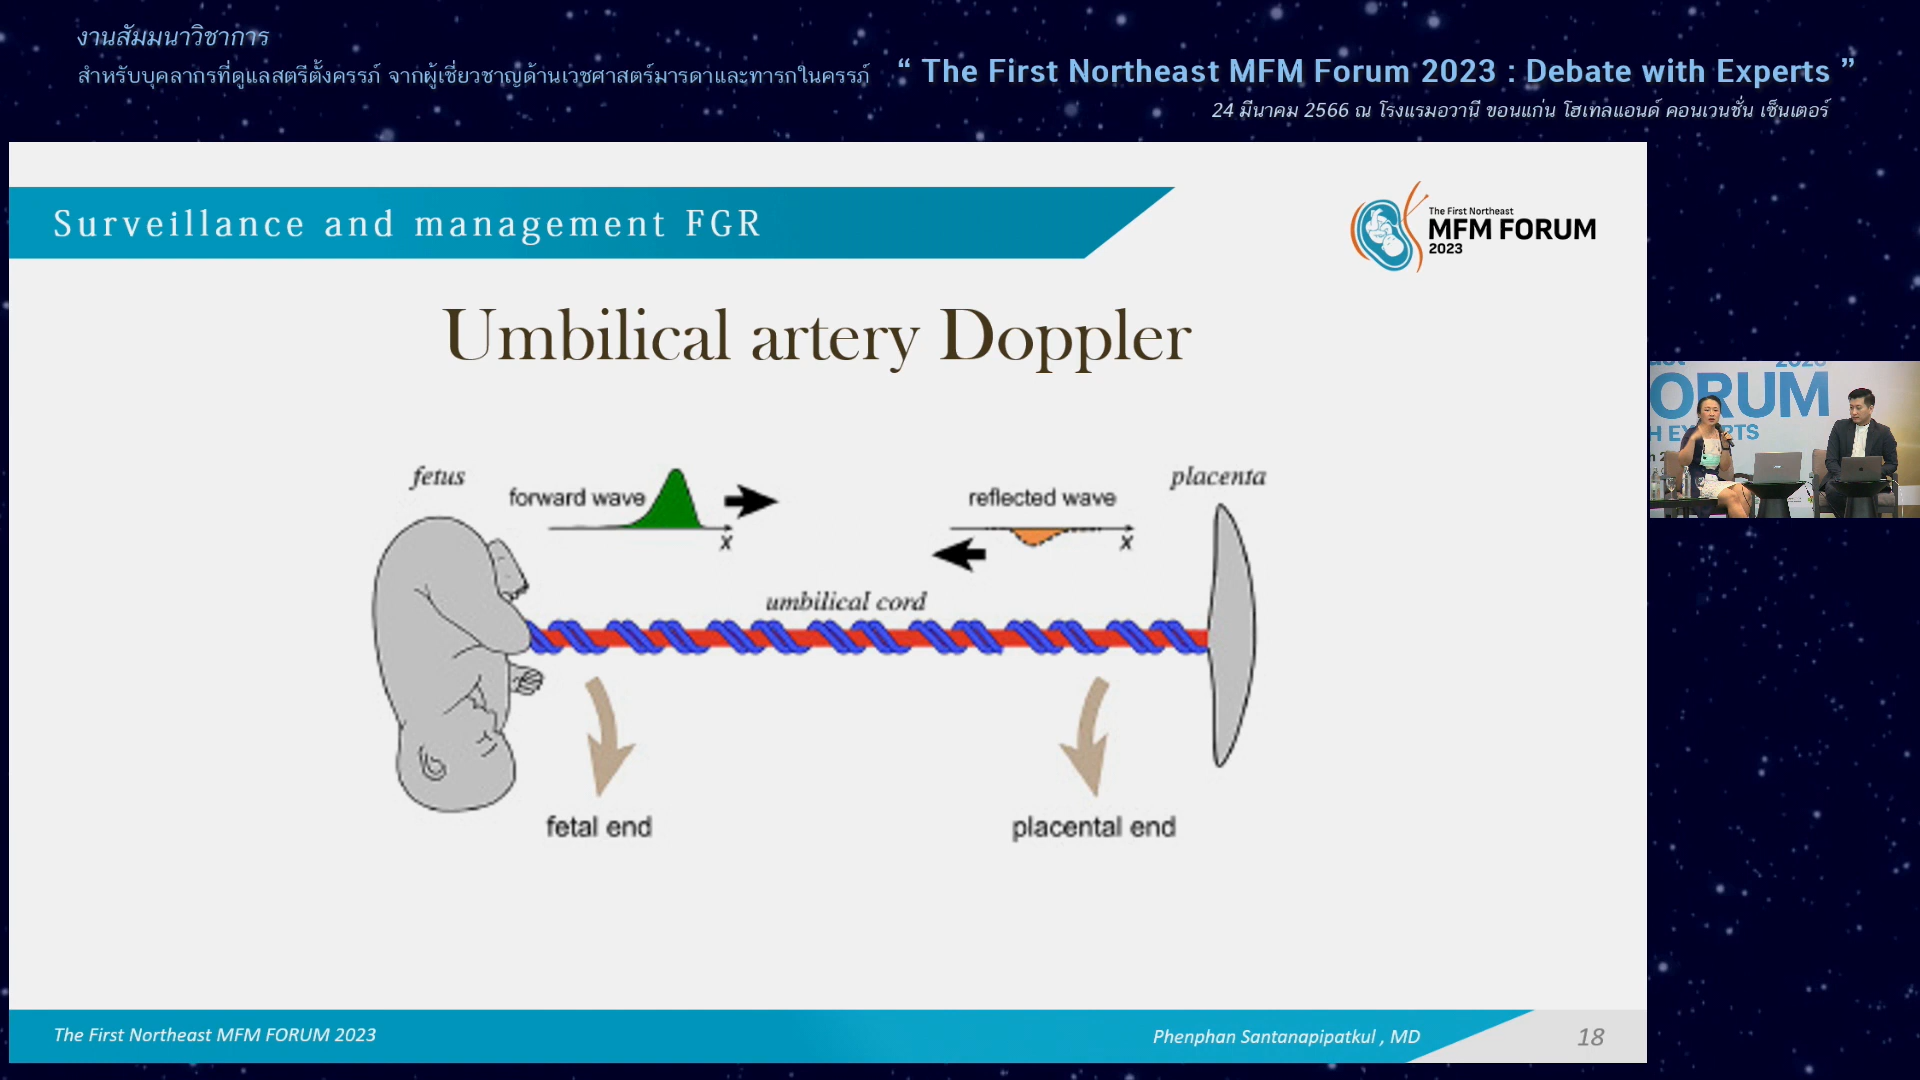 งานสัมมนาวิชาการ
สำหรับบุคลากรที่ดูแลสตรีตั้งครรภ์ จากผู้เชี่ยวชาญด้านเวชศาสตร์มารดาและทารกในครรภ์
“ The First Northeast MFM Forum 2023 : Debate with Experts ”
24 มีนาคม 2566 ณ โรงแรมอวานี ขอนแก่น โฮเทลแอนด์ คอนเวนชั่น เซ็นเตอร์
Surveillance and management FGR
The First Northeast
MFM FORUM
2023
Umbilical artery Doppler
fetus
forward wave
x
reflected wave
x
placenta
umbilical cord
fetal end
placental end
ORUM
The First Northeast MFM FORUM 2023
Phenphan Santanapipatkul , MD
18